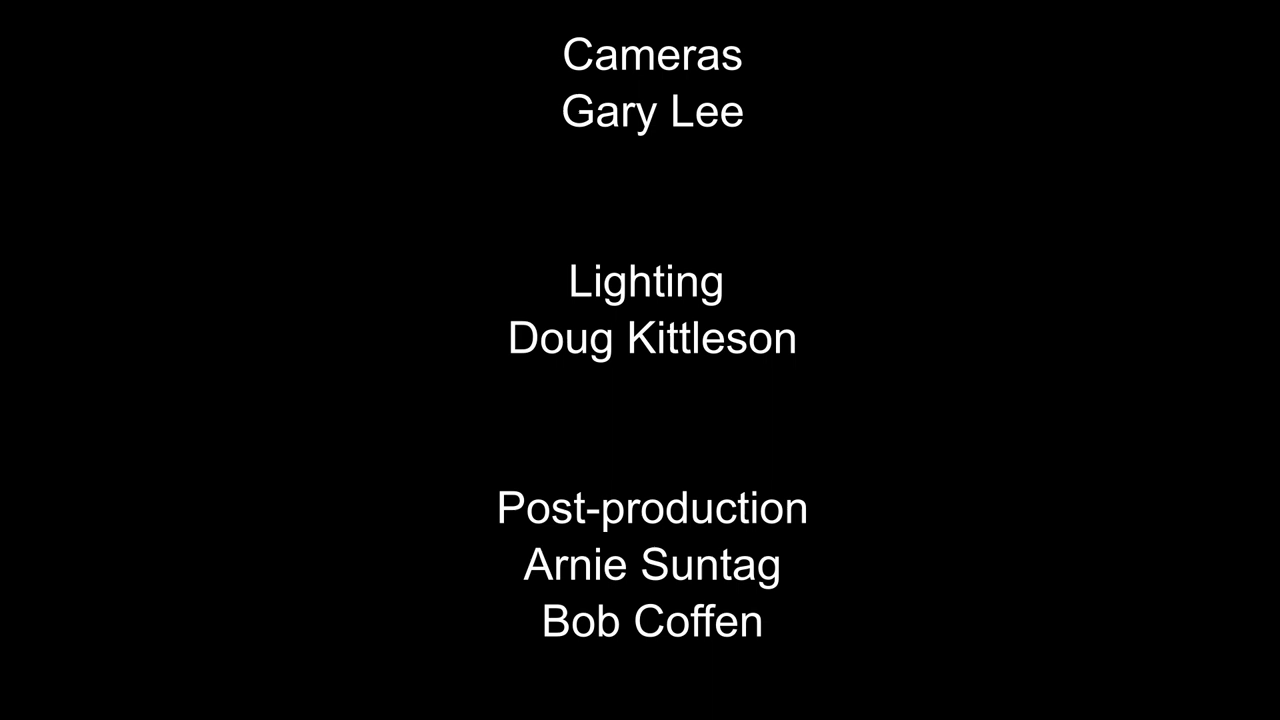 Cameras
Gary Lee
Lighting
Doug Kittleson
Post-production
Arnie Suntag
Bob Coffen